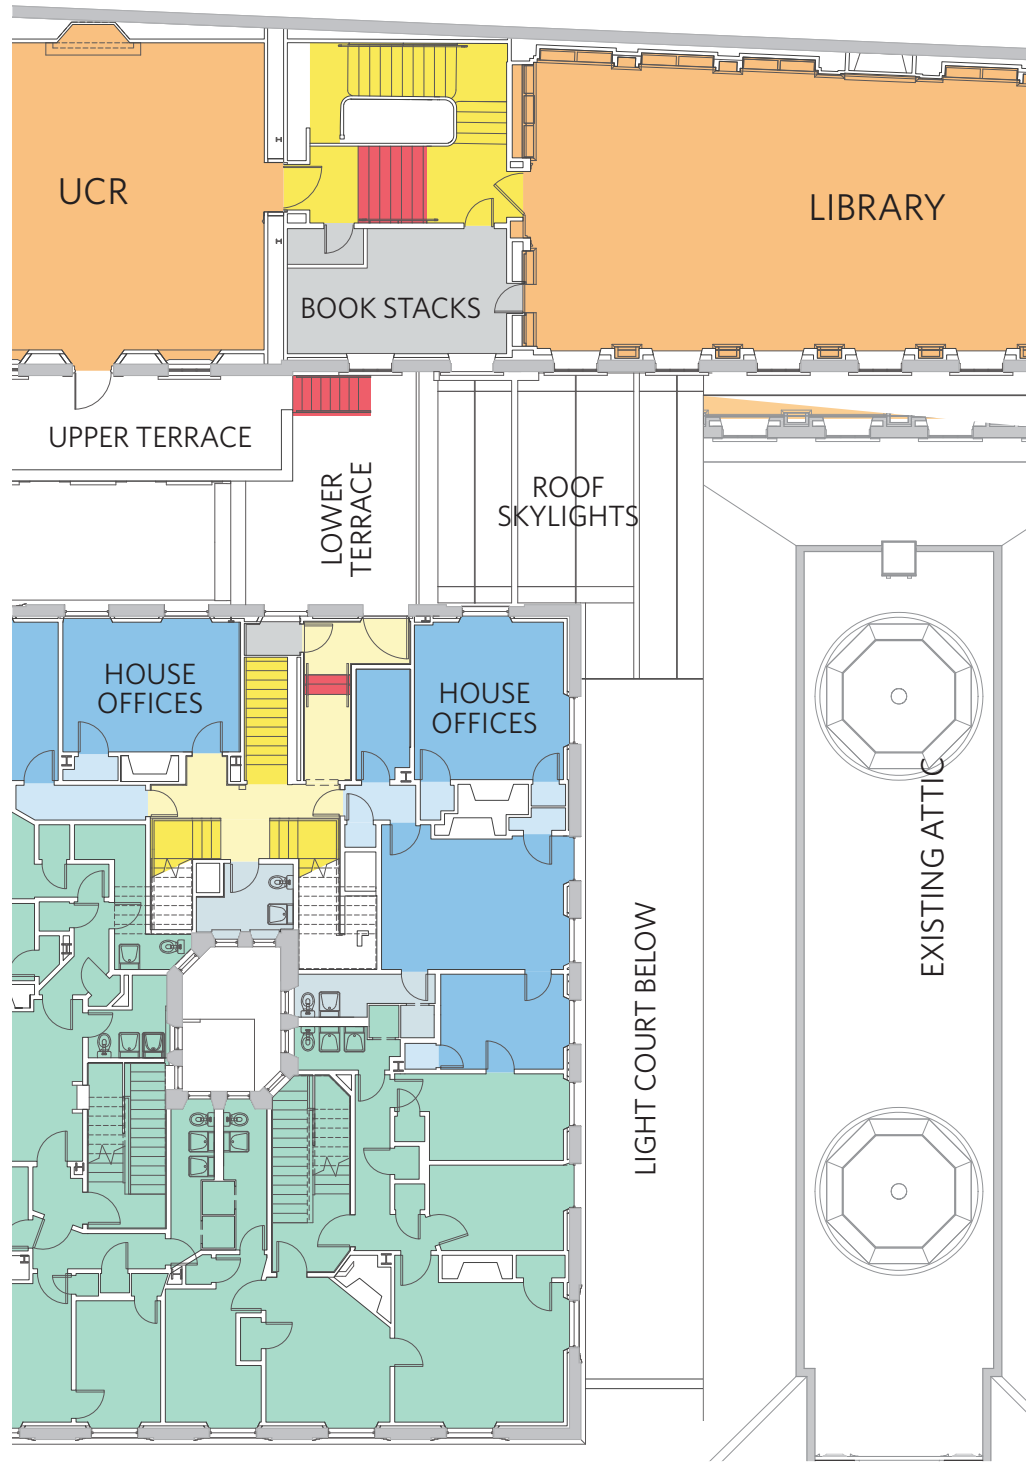 UCR
LIBRARY
BOOK STACKS
UPPER TERRACE
LOWER
TERRACE
ROOF
SKYLIGHTS
HOUSE
OFFICES
HOUSE
OFFICES
EXISTING ATTIC
LIGHT COURT BELOW